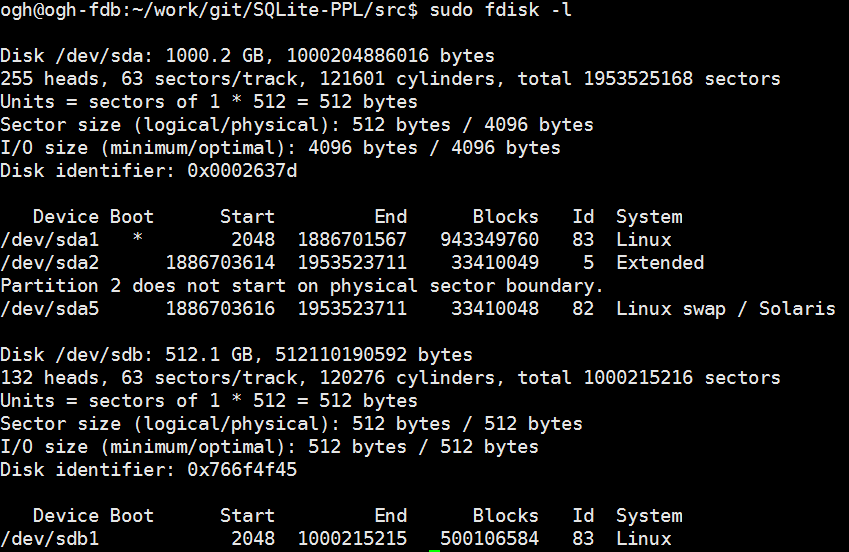 ogh@ogh-fdb:~/work/git/SQLite-PPL/src$ sudo fdisk -l

Disk /dev/sda: 1000.2 GB, 1000204886016 bytes
255 heads, 63 sectors/track, 121601 cylinders, total 1953525168 sectors
Units = sectors of 1 * 512 = 512 bytes
Sector size (logical/physical): 512 bytes / 4096 bytes
I/O size (minimum/optimal): 4096 bytes / 4096 bytes
Disk identifier: 0x0002637d

   Device Boot      Start         End      Blocks   Id  System
/dev/sda1   *        2048  1886701567   943349760   83  Linux
/dev/sda2      1886703614  1953523711    33410049    5  Extended
Partition 2 does not start on physical sector boundary.
/dev/sda5      1886703616  1953523711    33410048   82  Linux swap / Solaris

Disk /dev/sdb: 512.1 GB, 512110190592 bytes
132 heads, 63 sectors/track, 120276 cylinders, total 1000215216 sectors
Units = sectors of 1 * 512 = 512 bytes
Sector size (logical/physical): 512 bytes / 512 bytes
I/O size (minimum/optimal): 512 bytes / 512 bytes
Disk identifier: 0x766f4f45

   Device Boot      Start         End      Blocks   Id  System
/dev/sdb1            2048  1000215215   500106584   83  Linux